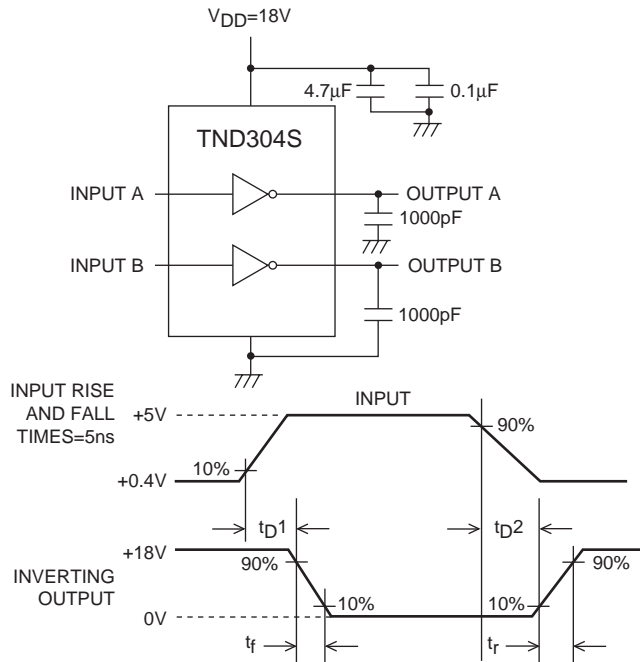 VDD=18V
4.7μF
0.1μF
TND304S
INPUT A
OUTPUT A
1000pF
INPUT B
OUTPUT B
1000pF
INPUT RISE
AND FALL
TIMES=5ns
+5V
INPUT
90%
10%
+0.4V
tD1
tD2
+18V
90%
90%
INVERTING
OUTPUT
10%
10%
0V
tf
tr